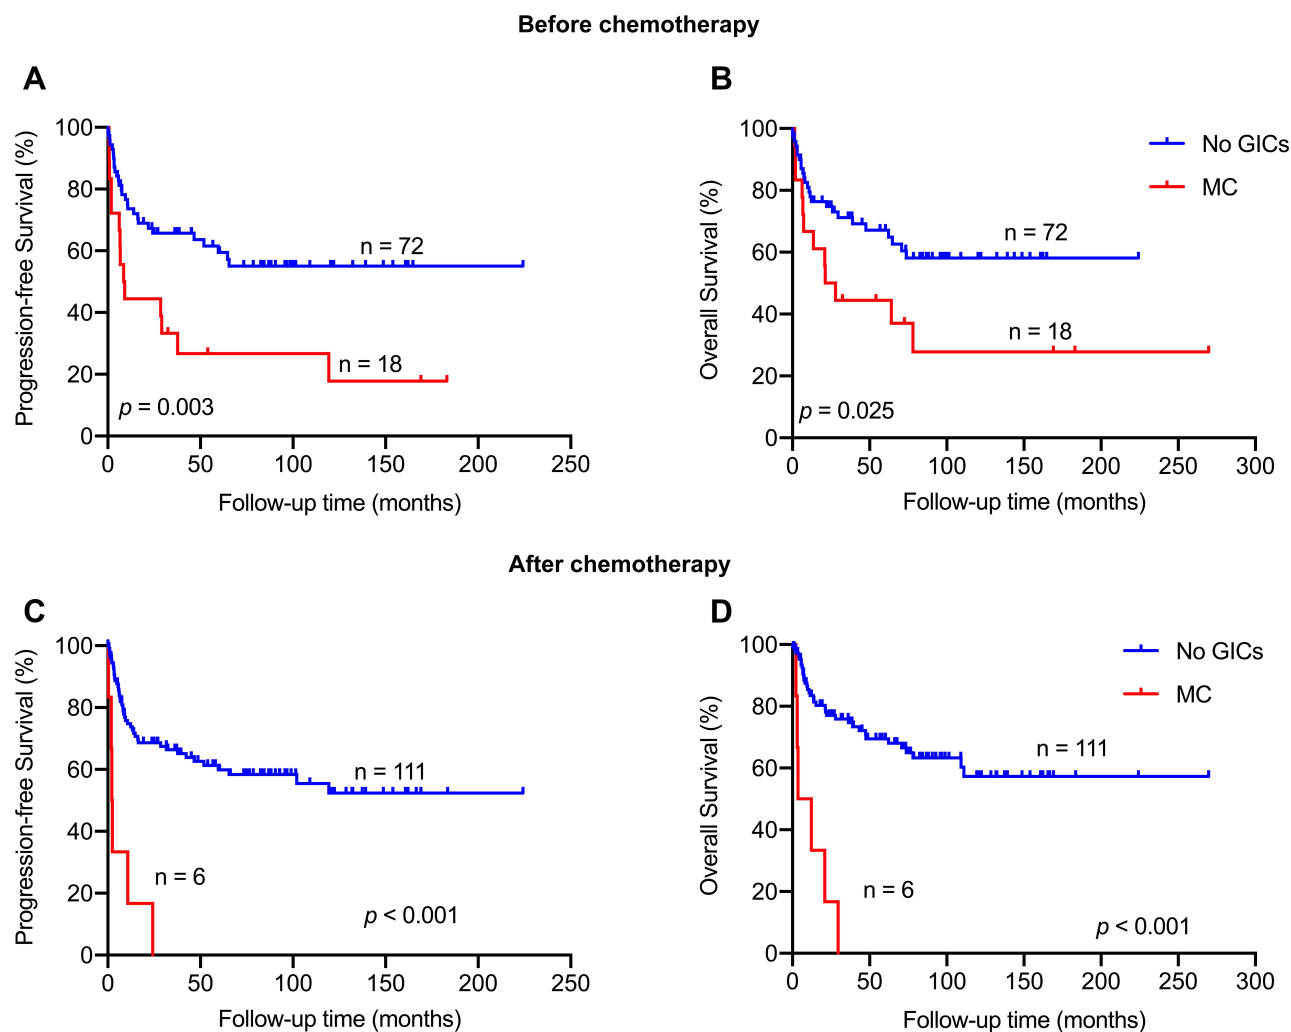 Before chemotherapy
A
Progression-free Survival (%)
100
80
60
40
20
0
n = 72
n = 18
p = 0.003
0 50 100 150 200 250
Follow-up time (months)
B
Overall Survival (%)
100
80
60
40
20
0
No GICs
MC
n = 72
n = 18
p = 0.025
0 50 100 150 200 250 300
Follow-up time (months)
After chemotherapy
C
Progression-free Survival (%)
100
80
60
40
20
0
n = 111
n = 6
p < 0.001
0 50 100 150 200 250
Follow-up time (months)
D
Overall Survival (%)
100
80
60
40
20
0
No GICs
MC
n = 111
n = 6
p < 0.001
0 50 100 150 200 250 300
Follow-up time (months)